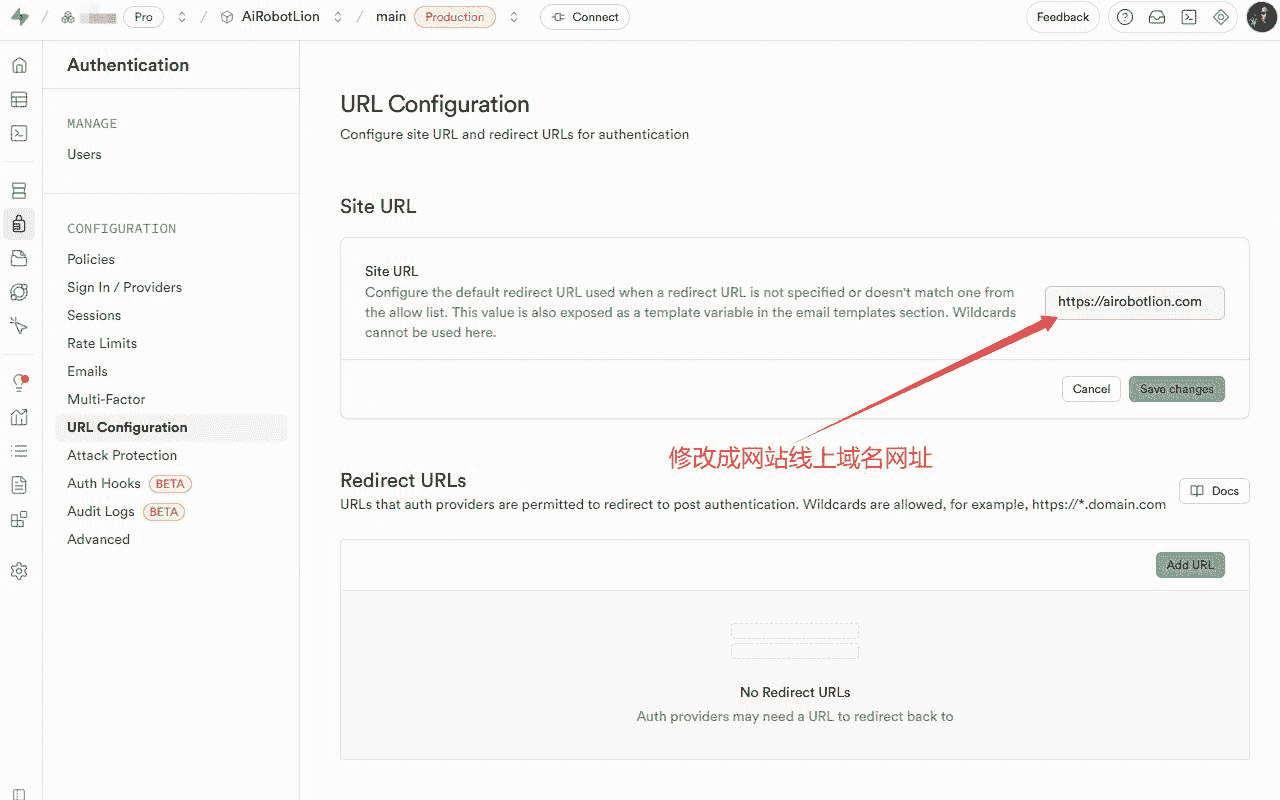 Pro
AiRobotLion
main Production
Connect
Feedback
Authentication
MANAGE
Users
CONFIGURATION
Policies
Sign In / Providers
Sessions
Rate Limits
Emails
Multi-Factor
URL Configuration
Attack Protection
Auth Hooks BETA
Audit Logs BETA
Advanced
URL Configuration
Configure site URL and redirect URLs for authentication
Site URL
Site URL
Configure the default redirect URL used when a redirect URL is not specified or doesn't match one from
the allow list. This value is also exposed as a template variable in the email templates section. Wildcards
cannot be used here.
https://airobotlion.com
Cancel
Save changes
修改成网站线上域名网址
Redirect URLs
URLs that auth providers are permitted to redirect to post authentication. Wildcards are allowed, for example, https://*.domain.com
Docs
Add URL
No Redirect URLs
Auth providers may need a URL to redirect back to